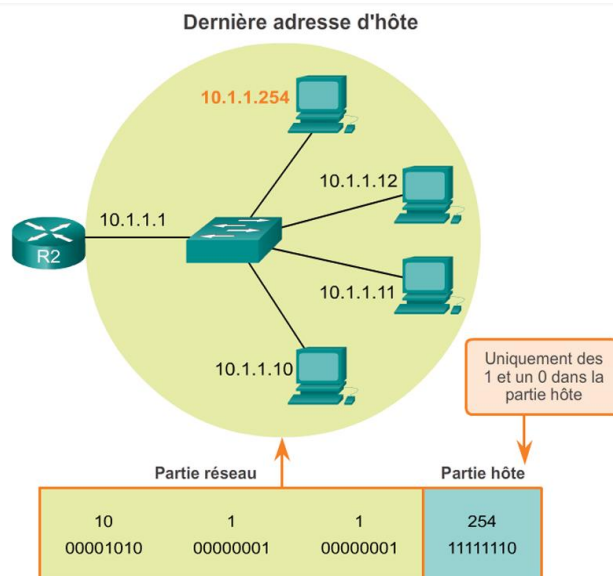 Dernière adresse d'hôte
10.1.1.254
10.1.1.12
10.1.1.1
R2
10.1.1.11
10.1.1.10
Uniquement des
1 et un 0 dans la
partie hôte
Partie réseau
Partie hôte
10 1 1 254
00001010 00000001 00000001 11111110